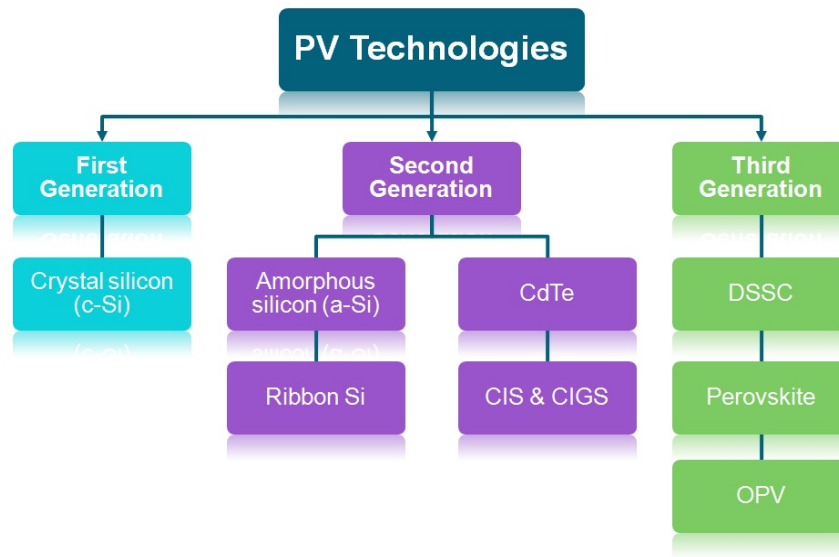 PV Technologies
First
Generation
Second
Generation
Third
Generation
Crystal silicon
(c-Si)
Amorphous
silicon (a-Si)
CdTe
DSSC
Ribbon Si
CIS & CIGS
Perovskite
OPV